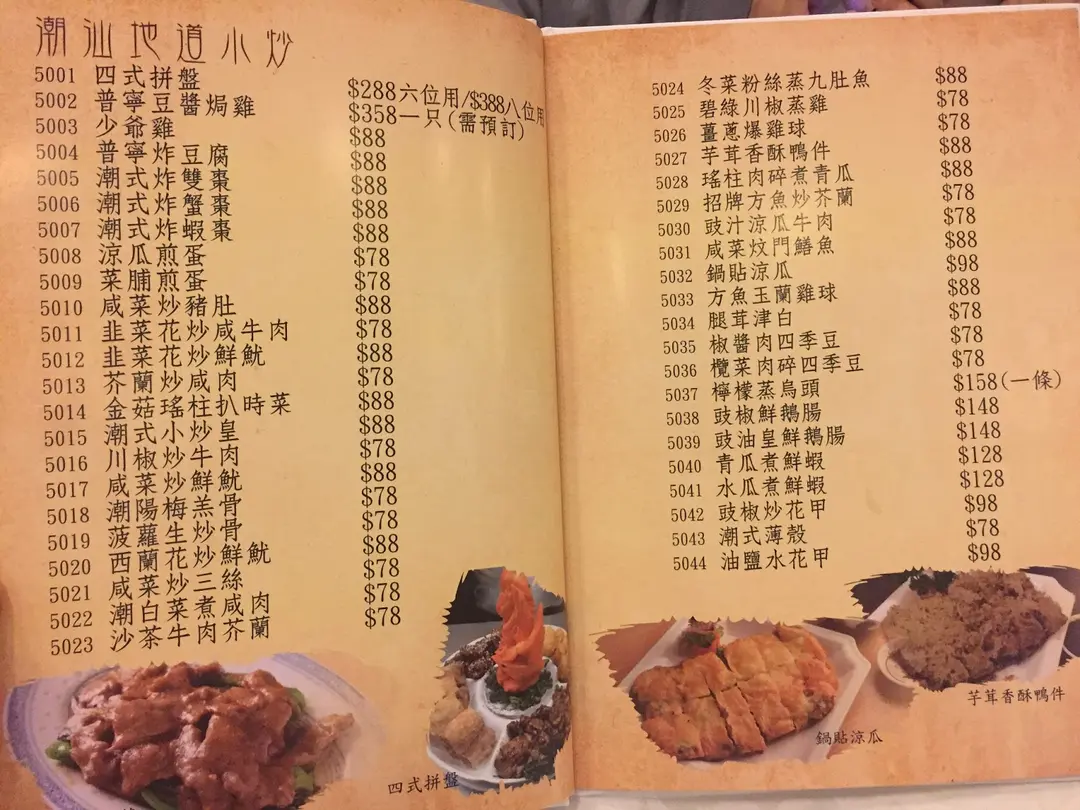 潮汕地道小炒
5001 四式拼盤 $288六位用/$388八位用
5002 普寧豆醬焗雞 $358一只(需預訂)
5003 少爺雞 $88
5004 普寧炸豆腐 $88
5005 潮式炸雙棗 $88
5006 潮式炸蟹棗 $88
5007 潮式炸蝦棗 $88
5008 涼瓜煎蛋 $78
5009 菜脯煎蛋 $78
5010 咸菜炒豬肚 $88
5011 韭菜花炒咸牛肉 $78
5012 韭菜花炒鮮魷 $88
5013 芥蘭炒咸肉 $78
5014 金菇瑤柱扒時菜 $88
5015 潮式小炒皇 $88
5016 川椒炒牛肉 $78
5017 咸菜炒鮮魷 $88
5018 潮陽梅羔骨 $78
5019 菠蘿生炒骨 $78
5020 西蘭花炒鮮魷 $88
5021 咸菜炒三絲 $78
5022 潮白菜煮咸肉 $78
5023 沙茶牛肉芥蘭 $78
四式拼盤
5024 冬菜粉絲蒸九肚魚 $88
5025 碧綠川椒蒸雞 $78
5026 薑蔥爆雞球 $78
5027 芋茸香酥鴨件 $88
5028 瑤柱肉碎煮青瓜 $88
5029 招牌方魚炒芥蘭 $78
5030 豉汁涼瓜牛肉 $78
5031 咸菜炆門鱔魚 $88
5032 鍋貼涼瓜 $98
5033 方魚玉蘭雞球 $88
5034 腿茸津白 $78
5035 椒醬肉四季豆 $78
5036 欖菜肉碎四季豆 $78
5037 檸檬蒸烏頭 $158(一條)
5038 豉椒鮮鵝腸 $148
5039 豉油皇鮮鵝腸 $148
5040 青瓜煮鮮蝦 $128
5041 水瓜煮鮮蝦 $128
5042 豉椒炒花甲 $98
5043 潮式薄殼 $78
5044 油鹽水花甲 $98
芋茸香酥鴨件
鍋貼涼瓜